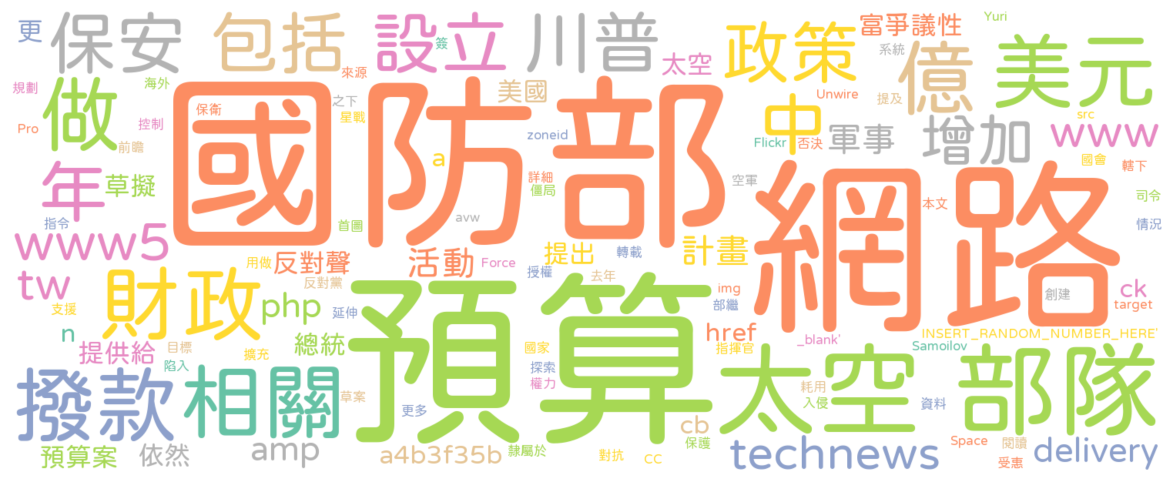 更 保安 包括 設立 川普 政策 富爭議性 Yuri
簽 系統 億 美元
規劃 海外 做 來源 太空
保衛 之下 美國 星戰 Unwire 提及
Pro 控制 前瞻 國防部 zoneid 中 軍事 增加 src www
Flickr 否決 國會 轄下
年 草擬 a 詳細 僵局 空軍 網路 司令
指令 首圖 avw 本文 情況
www5 用做 反對聲 活動 Force 提出 轉載 計畫
tw 財政 反對黨 授權 去年 img 創建 ck
支援 php 延伸 預算 部繼 target
n 提供給 目標 總統 國家 href _blank' INSERT_RANDOM_NUMBER_HERE'
陷入 擴充 探索 指揮官 Samoilov
撥款 相關 草案 權力 太空 耗用 入侵 資料 部隊
更多 cb
預算案 依然 amp a4b3f35b 隸屬於 對抗 cc 保護 technews Space 閱讀 delivery
受惠